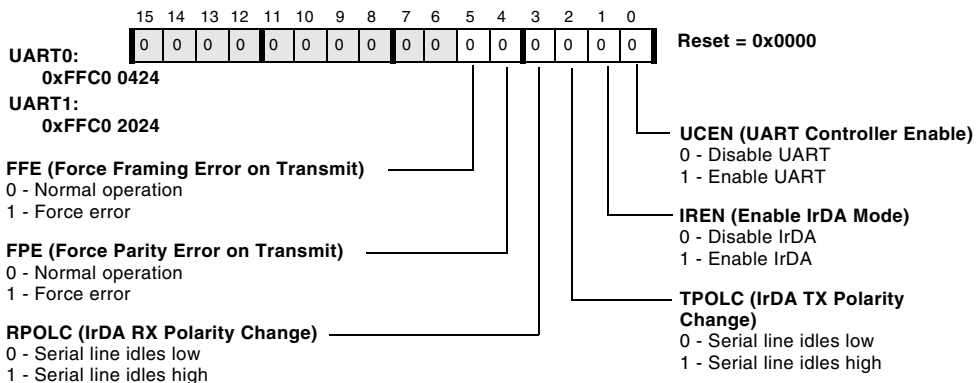 15 14 13 12 11 10 9 8 7 6 5 4 3 2 1 0
0 0 0 0 0 0 0 0 0 0 0 0 0 0 0 0
Reset = 0x0000
UART0:
0xFFC0 0424
UART1:
0xFFC0 2024
FFE (Force Framing Error on Transmit)
0 - Normal operation
1 - Force error
FPE (Force Parity Error on Transmit)
0 - Normal operation
1 - Force error
RPOLC (IrDA RX Polarity Change)
0 - Serial line idles low
1 - Serial line idles high
UCEN (UART Controller Enable)
0 - Disable UART
1 - Enable UART
IREN (Enable IrDA Mode)
0 - Disable IrDA
1 - Enable IrDA
TPOLC (IrDA TX Polarity
Change)
0 - Serial line idles low
1 - Serial line idles high